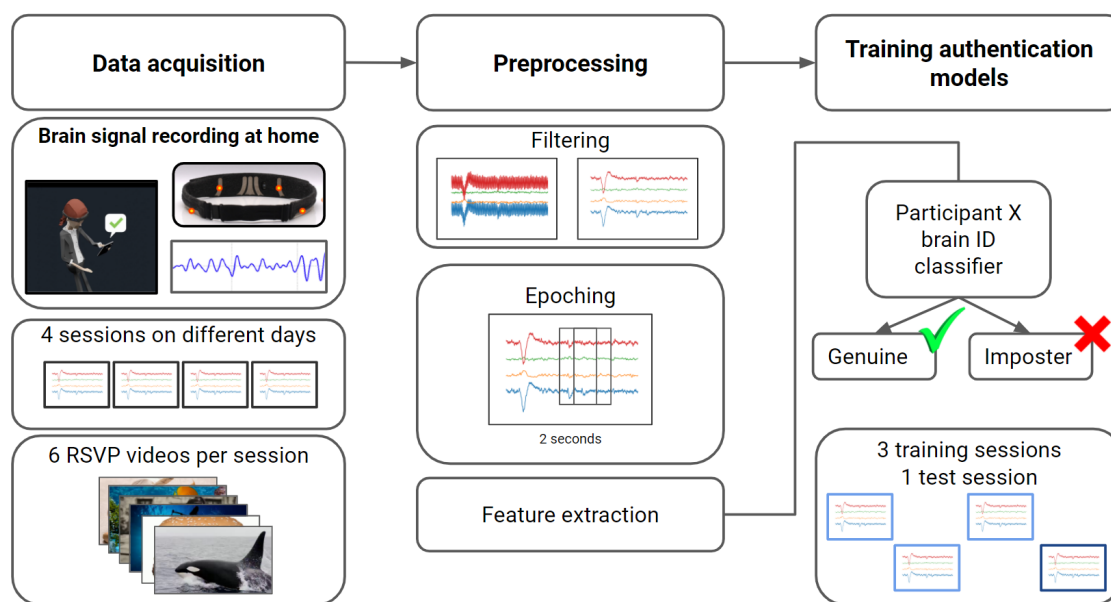 Data acquisition
Preprocessing
Training authentication
models
Brain signal recording at home
4 sessions on different days
6 RSVP videos per session
Filtering
Epoching
2 seconds
Feature extraction
Participant X
brain ID
classifier
Genuine
Imposter
3 training sessions
1 test session